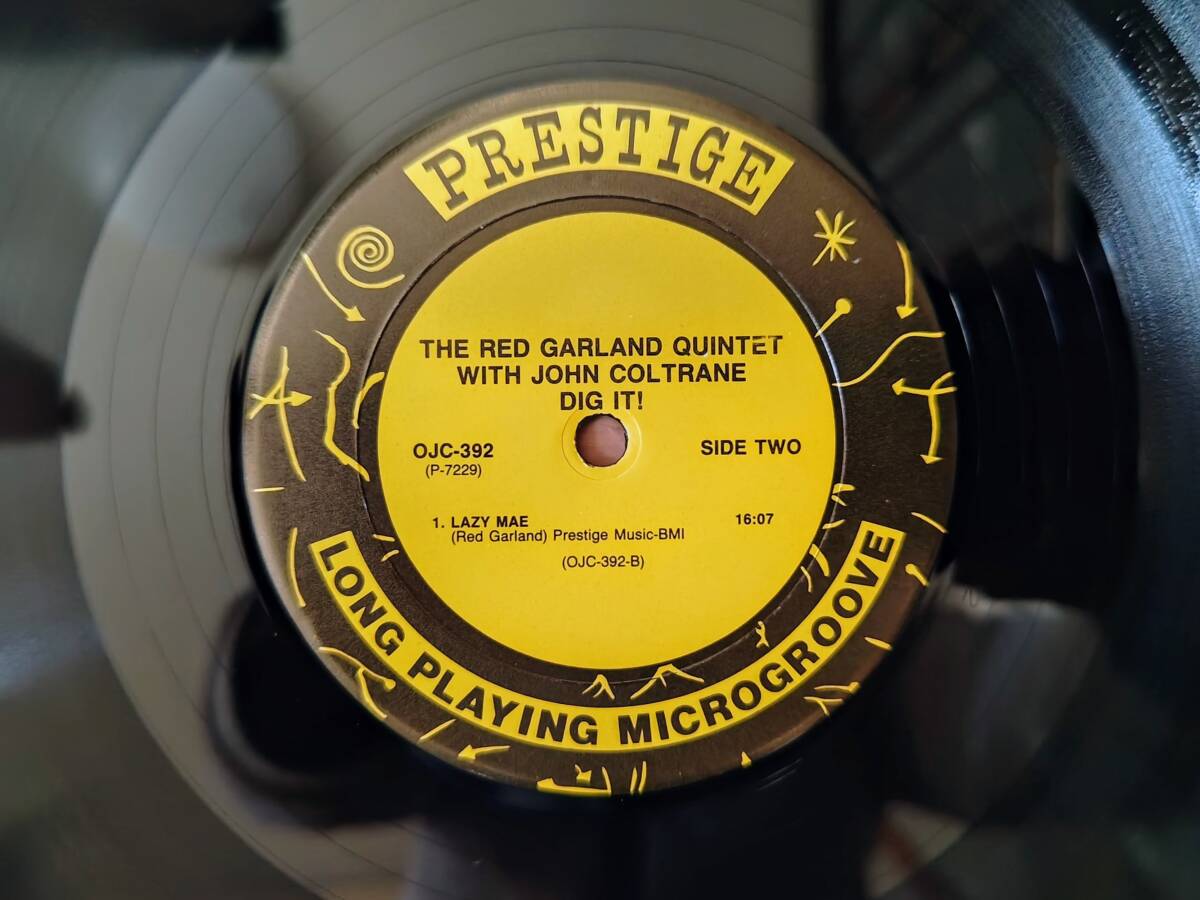 PRESTIGE
THE RED GARLAND QUINTET
WITH JOHN COLTRANE
DIG IT!
OJC-392
(P-7229)
SIDE TWO
1. LAZY MAE 16:07
(Red Garland) Prestige Music-BMI
(OJC-392-B)
LONG PLAYING MICROGROOVE